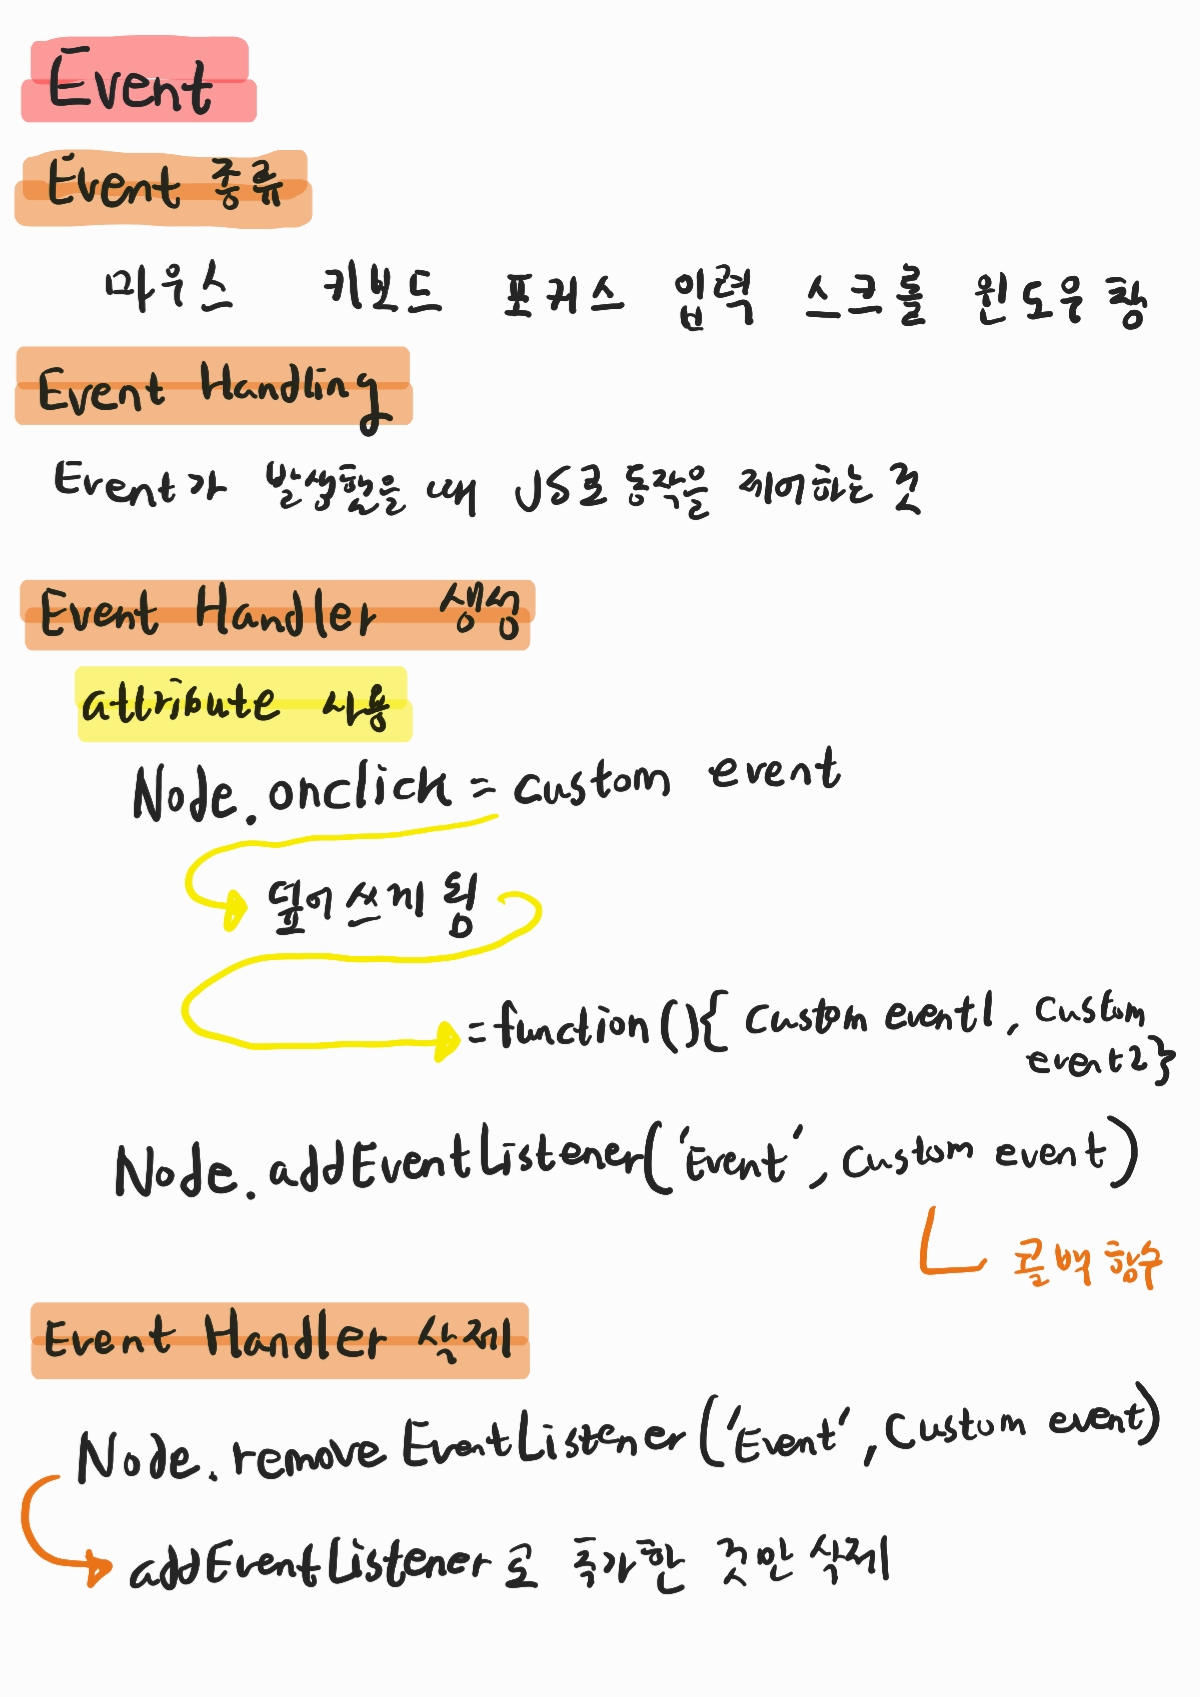 Event
Event 종류
마우스 키보드 포커스 입력 스크롤 윈도우 창
Event Handling
Event가 발생했을 때 JS로 동작을 제어하는 것
Event Handler 생성
attribute 사용
Node.onclick = custom event
덮어쓰게 됨
=function(){ custom event1, custom
event2}
Node.addEventListener('Event', custom event)
콜백 함수
Event Handler 삭제
Node.removeEventListener('Event', custom event)
addEventListener로 추가한 것만 삭제